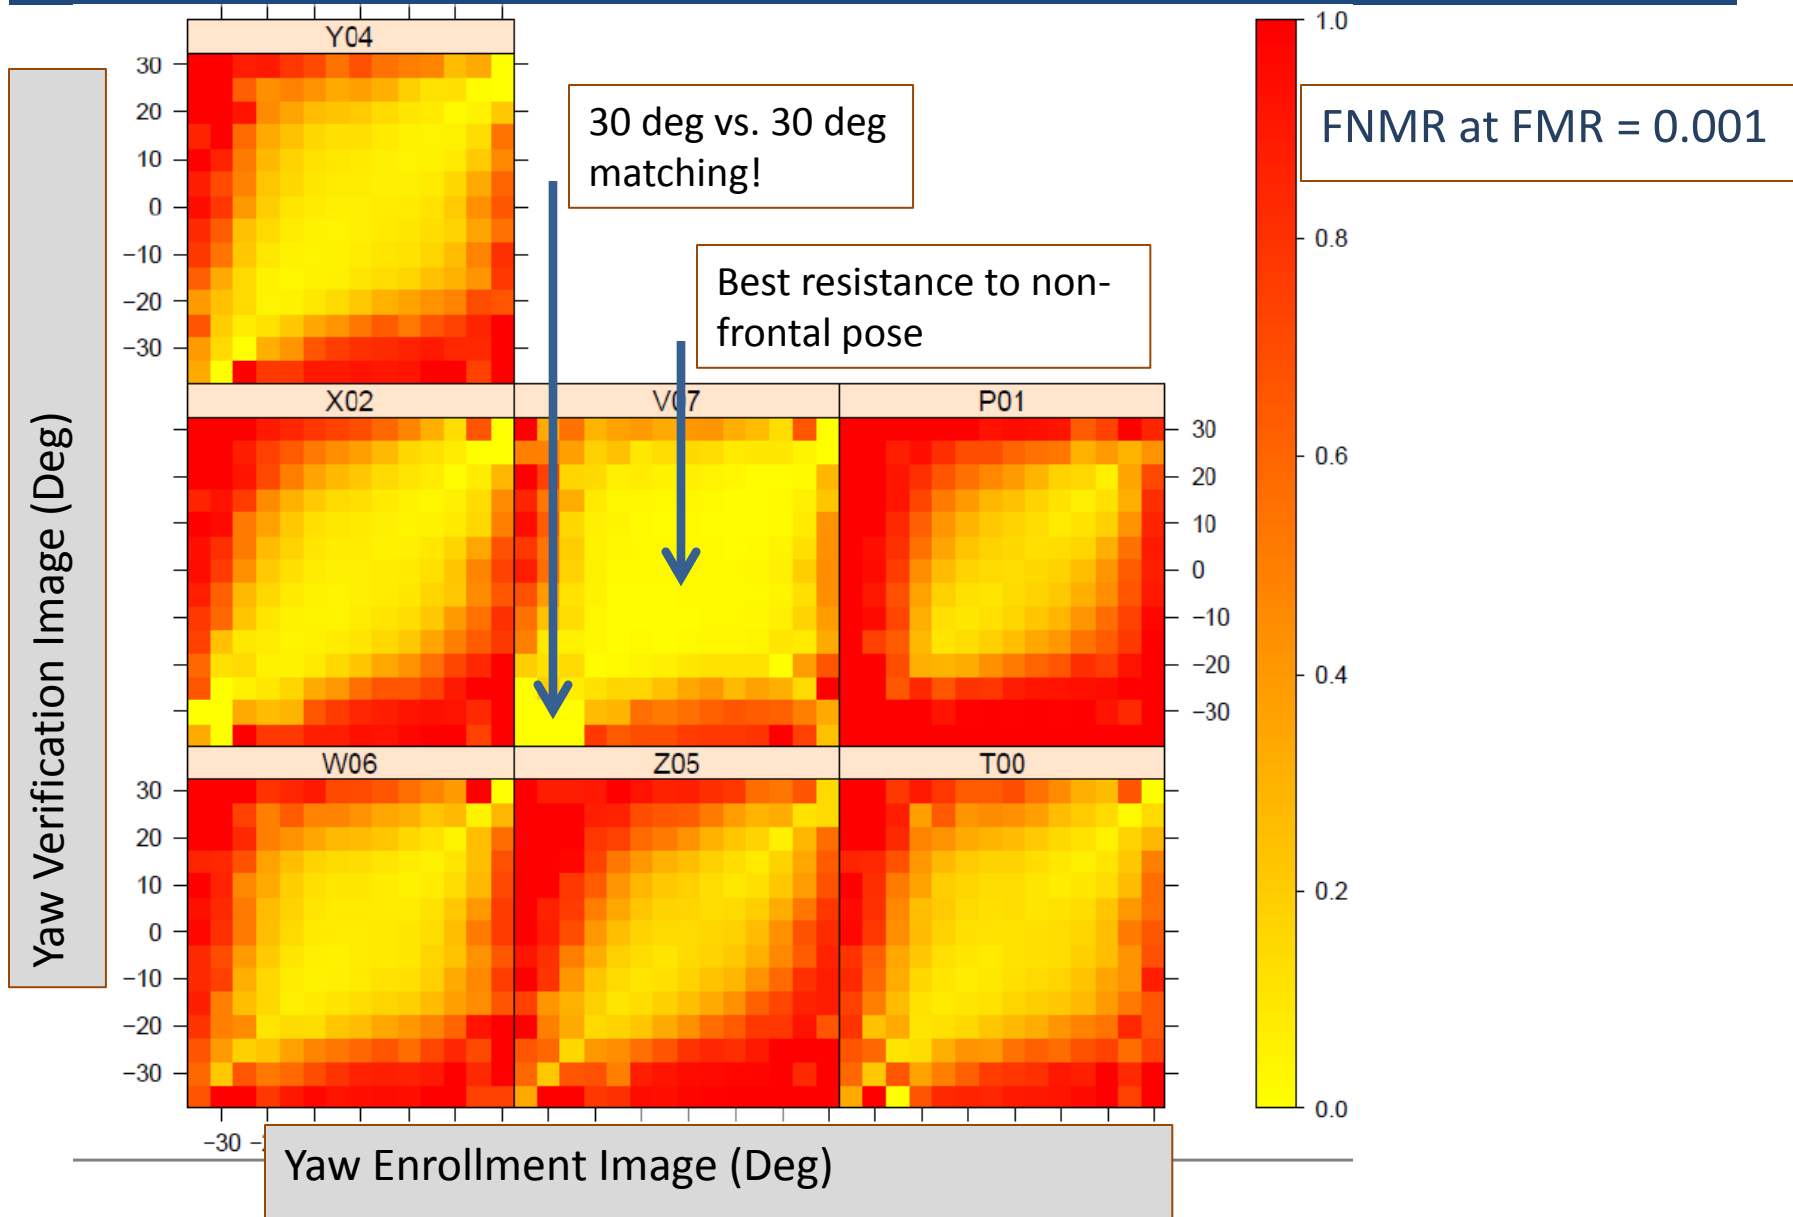 Y04
30
20
10
0
−10
−20
−30
30 deg vs. 30 deg
matching!
Best resistance to non-
frontal pose
1.0
0.8
0.6
0.4
0.2
0.0
FNMR at FMR = 0.001
Yaw Verification Image (Deg)
X02
V07
P01
30
20
10
0
−10
−20
−30
W06
Z05
T00
30
20
10
0
−10
−20
−30
−30
Yaw Enrollment Image (Deg)